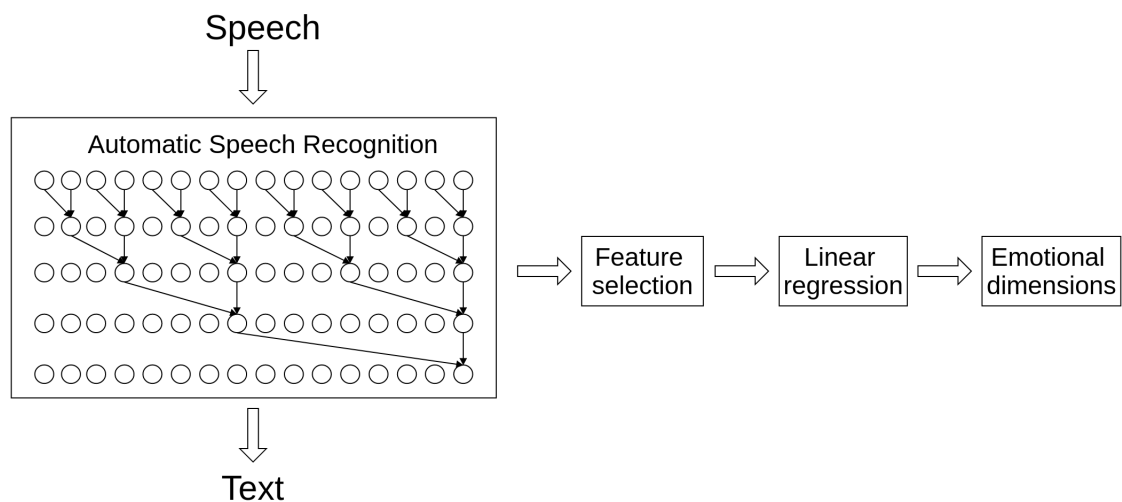 Speech
Automatic Speech Recognition
Feature
selection
Linear
regression
Emotional
dimensions
Text